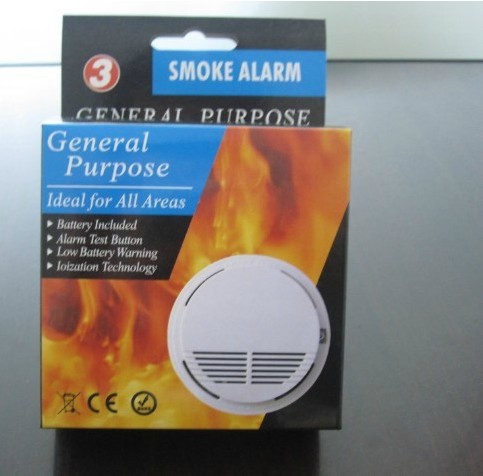 3
SMOKE ALARM
GENERAL PURPOSE
General
Purpose
Ideal for All Areas
Battery Included
Alarm Test Button
Low Battery Warning
Ioization Technology
CE